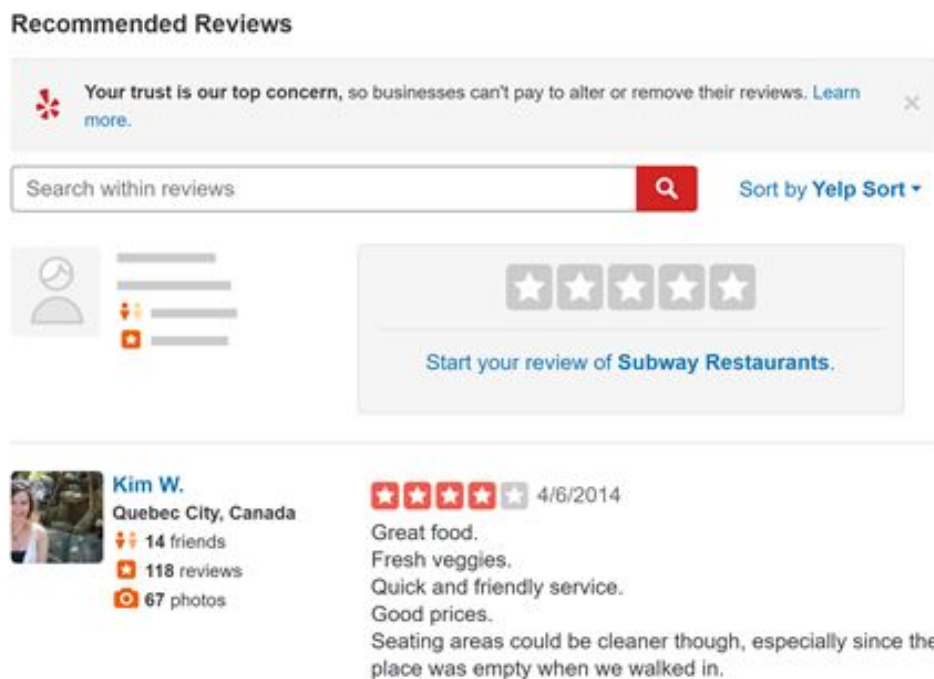 Recommended Reviews
Your trust is our top concern, so businesses can't pay to alter or remove their reviews. Learn
more.
Search within reviews
Sort by Yelp Sort
Start your review of Subway Restaurants.
Kim W.
Quebec City, Canada
14 friends
118 reviews
67 photos
4/6/2014
Great food.
Fresh veggies.
Quick and friendly service.
Good prices.
Seating areas could be cleaner though, especially since the
place was empty when we walked in.